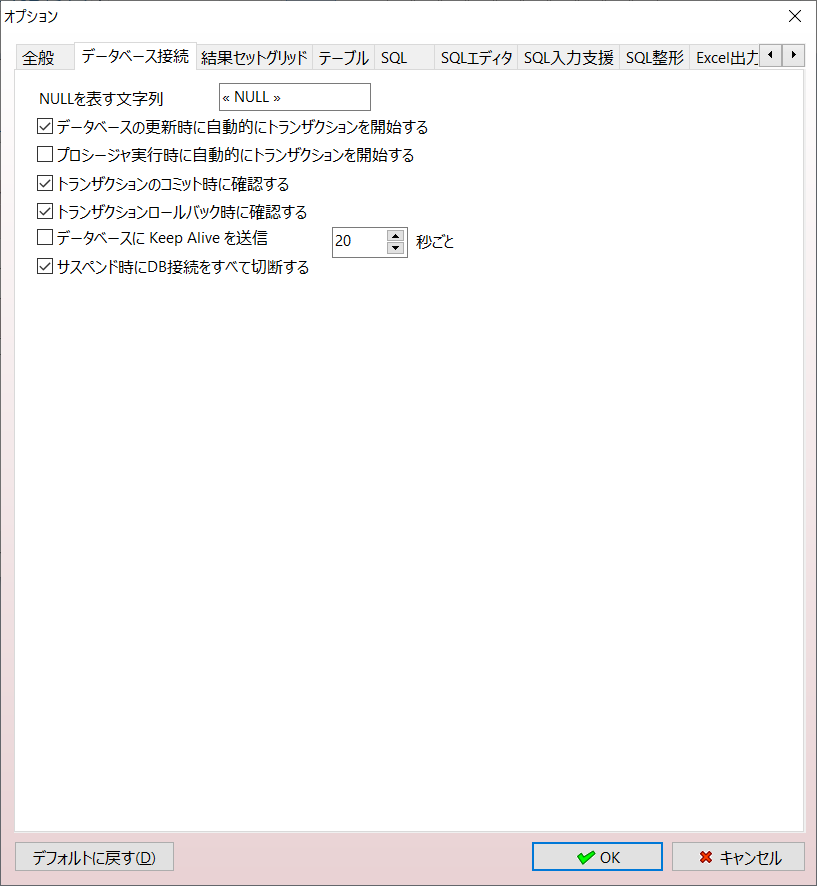 オプション
全般 データベース接続 結果セットグリッド テーブル SQL SQLエディタ SQL入力支援 SQL整形 Excel出力
NULLを表す文字列 « NULL »
データベースの更新時に自動的にトランザクションを開始する
プロシージャ実行時に自動的にトランザクションを開始する
トランザクションのコミット時に確認する
トランザクションロールバック時に確認する
データベースに Keep Alive を送信 20 秒ごと
サスペンド時にDB接続をすべて切断する
デフォルトに戻す(D) OK キャンセル